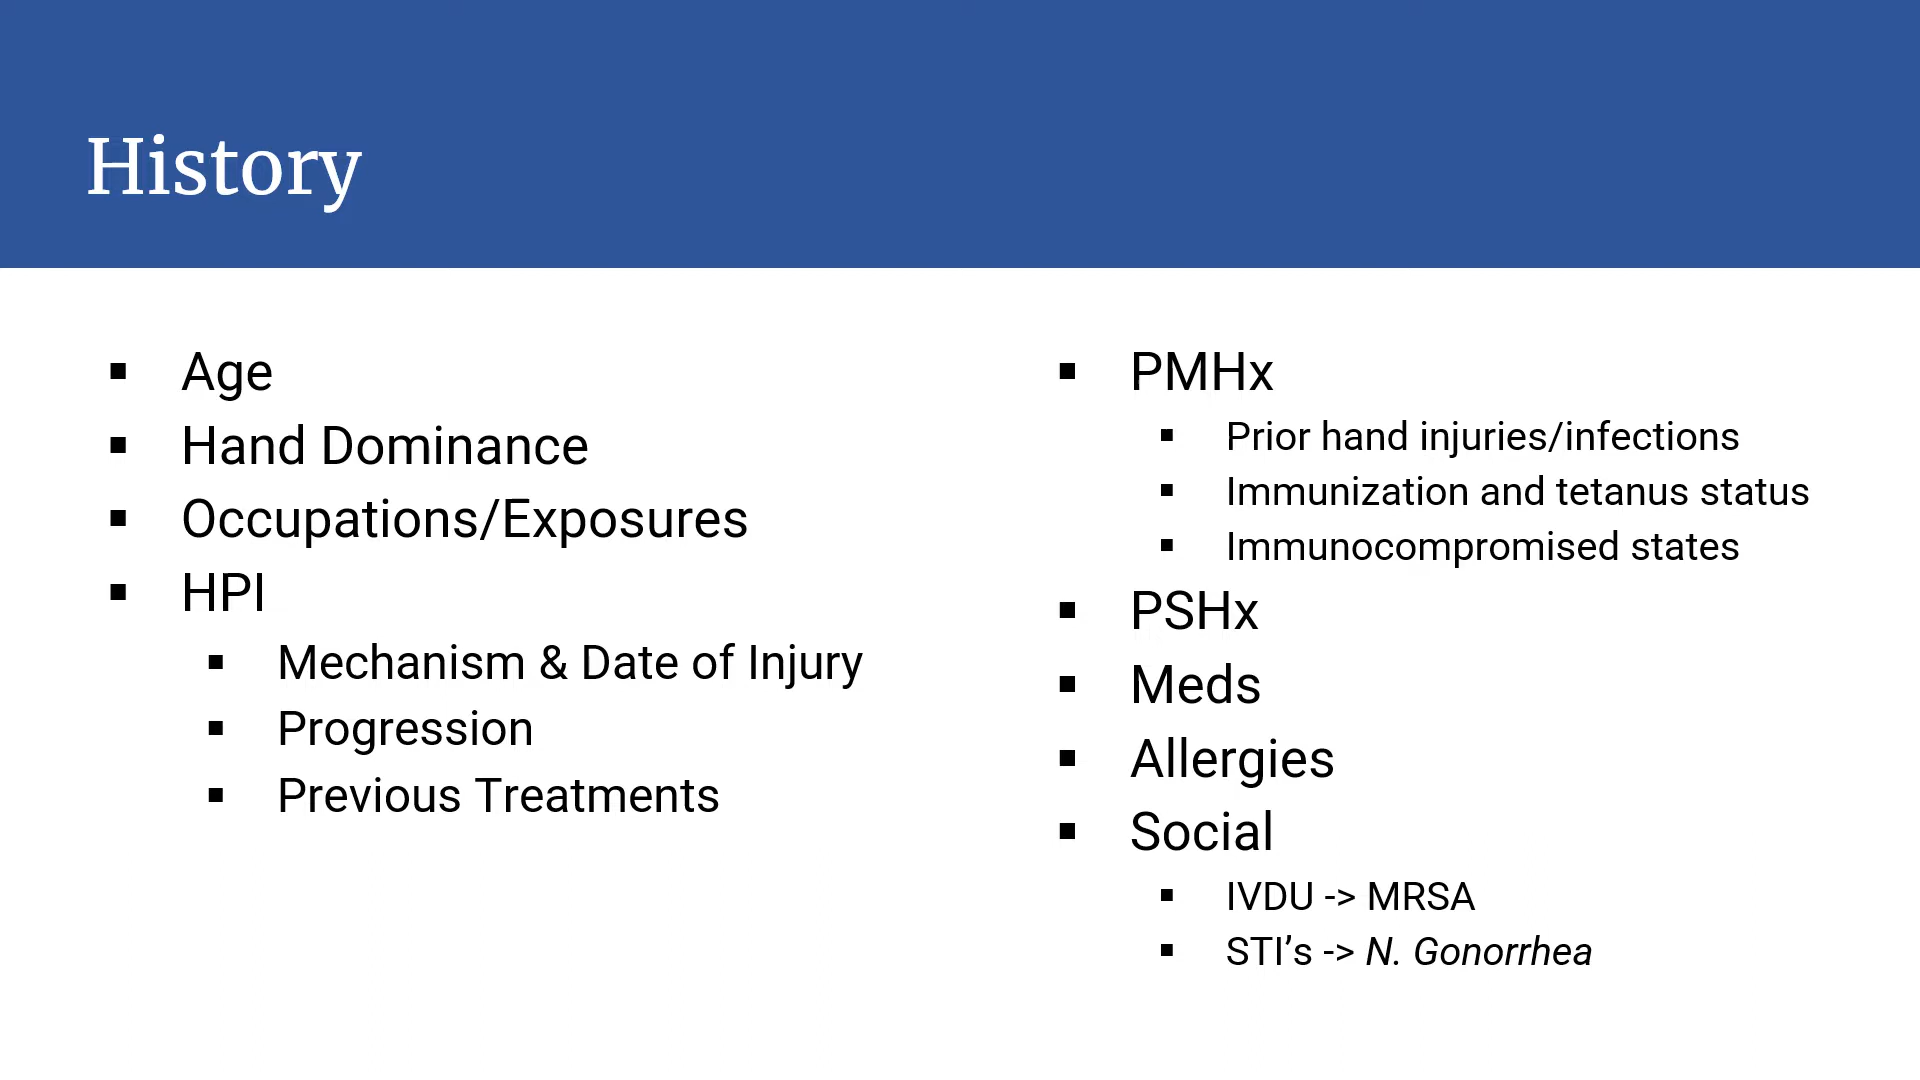 History
Age
Hand Dominance
Occupations/Exposures
HPI
Mechanism & Date of Injury
Progression
Previous Treatments
PMHx
Prior hand injuries/infections
Immunization and tetanus status
Immunocompromised states
PSHx
Meds
Allergies
Social
IVDU -> MRSA
STI’s -> N. Gonorrhea